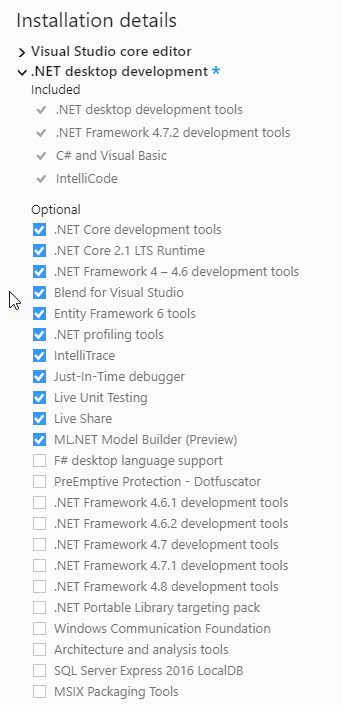 Installation details
Visual Studio core editor
.NET desktop development *
Included
.NET desktop development tools
.NET Framework 4.7.2 development tools
C# and Visual Basic
IntelliCode
Optional
.NET Core development tools
.NET Core 2.1 LTS Runtime
.NET Framework 4 – 4.6 development tools
Blend for Visual Studio
Entity Framework 6 tools
.NET profiling tools
IntelliTrace
Just-In-Time debugger
Live Unit Testing
Live Share
ML.NET Model Builder (Preview)
F# desktop language support
PreEmptive Protection - Dotfuscator
.NET Framework 4.6.1 development tools
.NET Framework 4.6.2 development tools
.NET Framework 4.7 development tools
.NET Framework 4.7.1 development tools
.NET Framework 4.8 development tools
.NET Portable Library targeting pack
Windows Communication Foundation
Architecture and analysis tools
SQL Server Express 2016 LocalDB
MSIX Packaging Tools